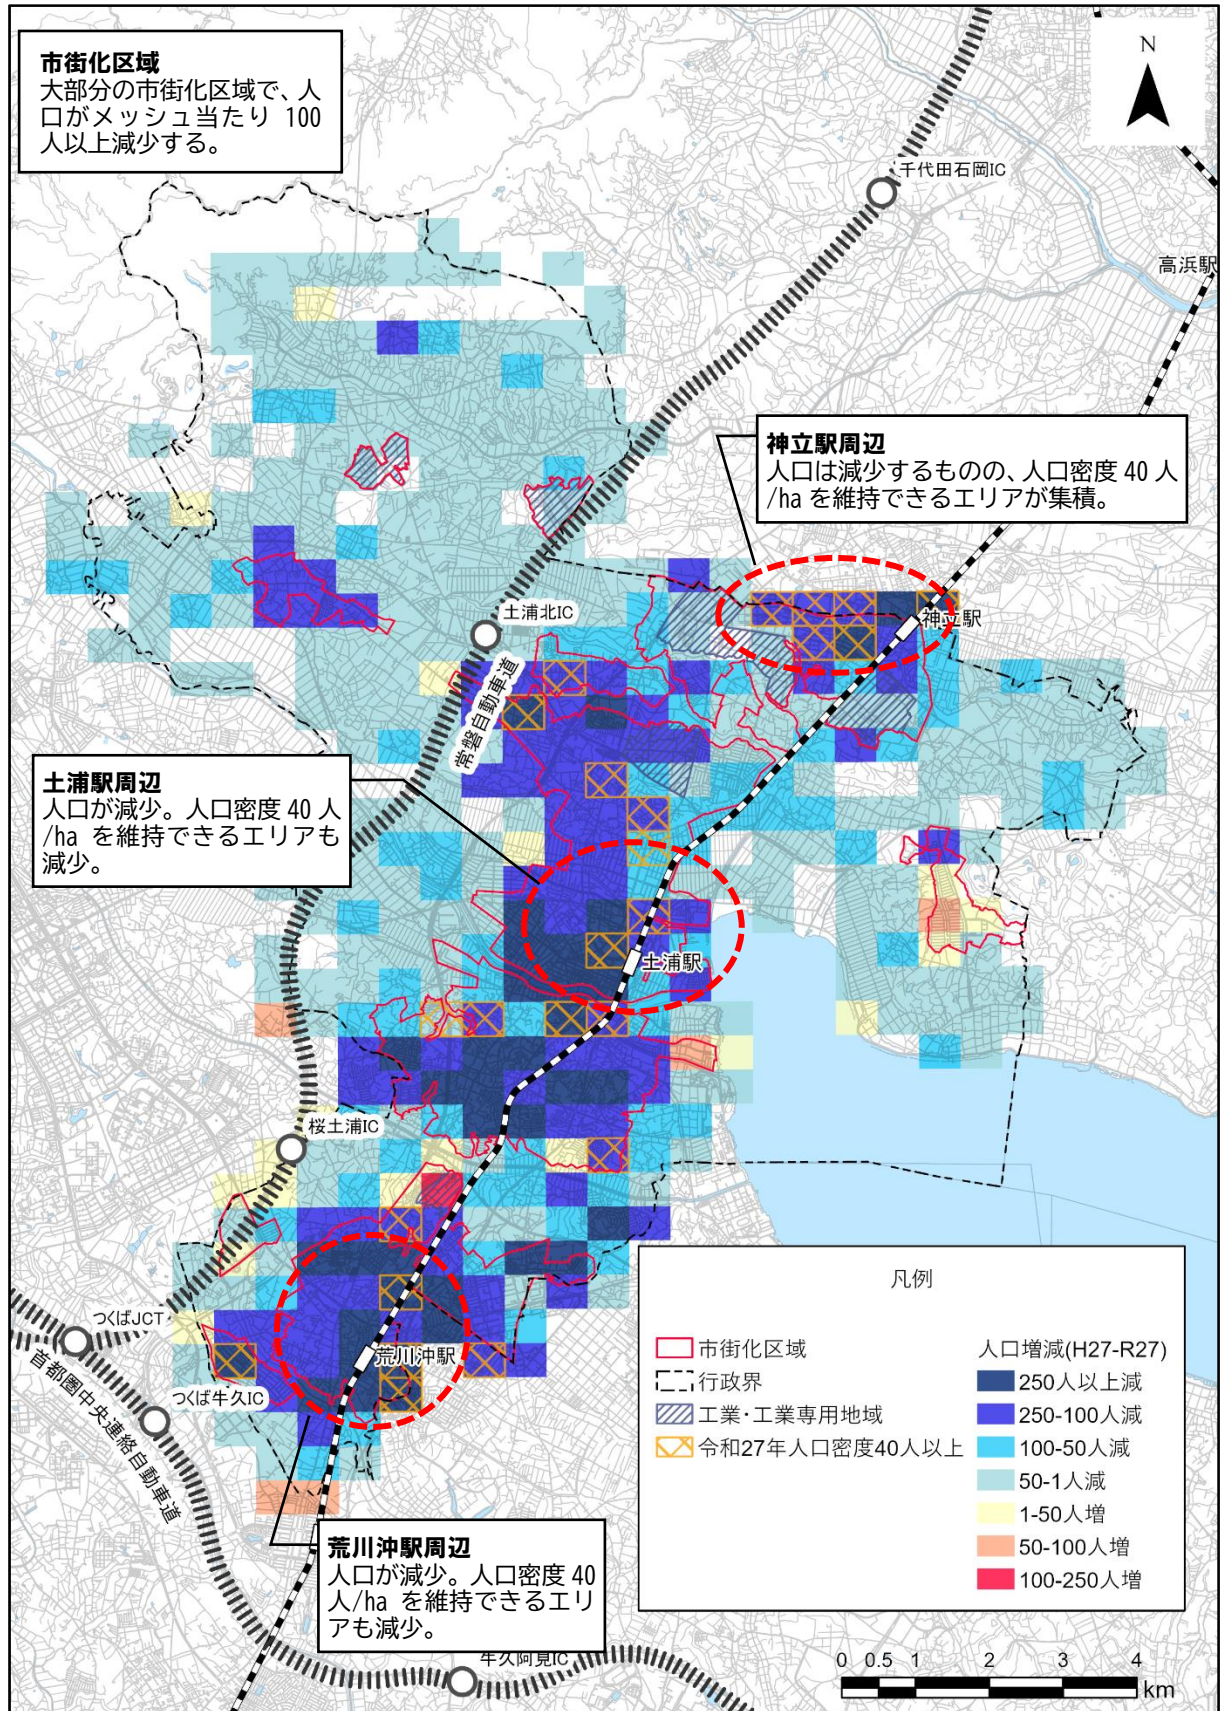 市街化区域
大部分の市街化区域で、人
口がメッシュ当たり 100
人以上減少する。
N
千代田石岡IC
高浜駅
神立駅周辺
人口は減少するものの、人口密度 40 人
/ha を維持できるエリアが集積。
土浦北IC
神立駅
常磐自動車道
土浦駅周辺
人口が減少。人口密度 40 人
/ha を維持できるエリアも
減少。
土浦駅
桜土浦IC
つくばJCT
荒川沖駅
つくば牛久IC
首都圏中央連絡自動車道
荒川沖駅周辺
人口が減少。人口密度 40
人/ha を維持できるエリ
アも減少。
牛久阿見IC
凡例
市街化区域
行政界
工業・工業専用地域
令和27年人口密度40人以上
人口増減(H27-R27)
250人以上減
250-100人減
100-50人減
50-1人減
1-50人増
50-100人増
100-250人増
0 0.5 1 2 3 4
km